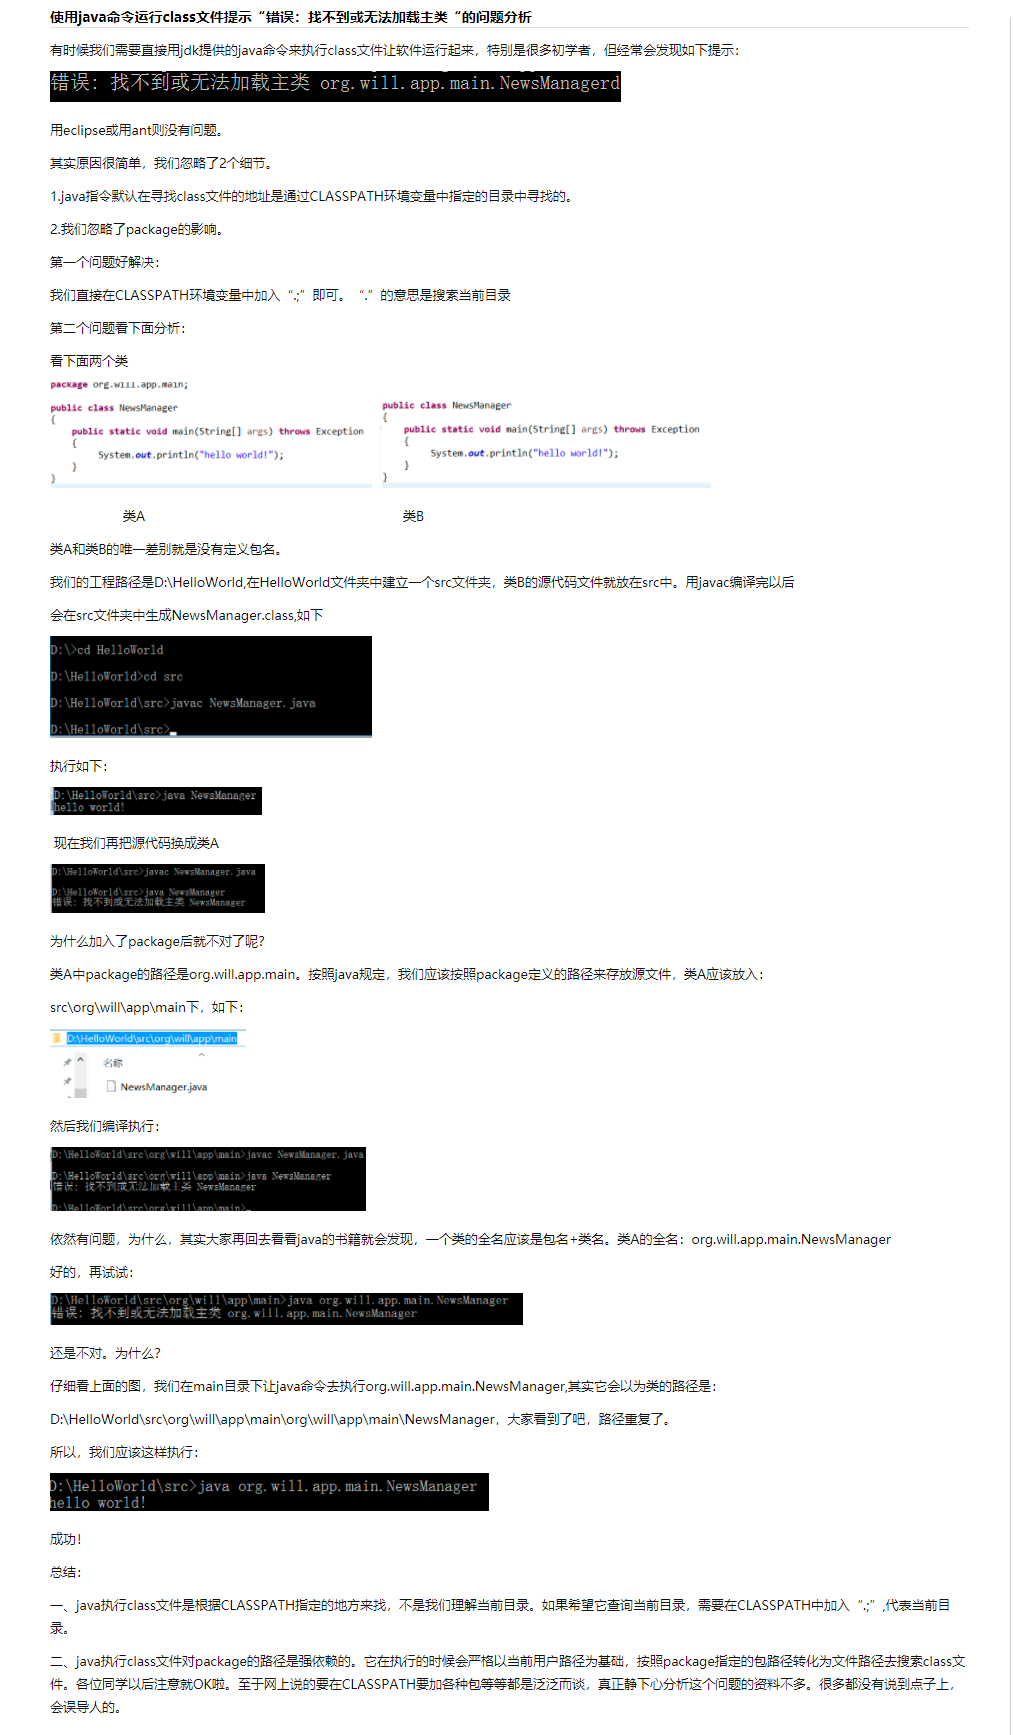 使用java命令运行class文件提示“错误：找不到或无法加载主类“的问题分析
有时候我们需要直接用jdk提供的java命令来执行class文件让软件运行起来，特别是很多初学者，但经常会发现如下提示：
错误: 找不到或无法加载主类 org.will.app.main.NewsManagerd
用eclipse或用ant则没有问题。
其实原因很简单，我们忽略了2个细节。
1.java指令默认在寻找class文件的地址是通过CLASSPATH环境变量中指定的目录中寻找的。
2.我们忽略了package的影响。
第一个问题好解决：
我们直接在CLASSPATH环境变量中加入“.;”即可。“.”的意思是搜索当前目录
第二个问题看下面分析：
看下面两个类
package org.will.app.main;
public class NewsManager
{
public static void main(String[] args) throws Exception
{
System.out.println("hello world!");
}
}
public class NewsManager
{
public static void main(String[] args) throws Exception
{
System.out.println("hello world!");
}
}
类A 类B
类A和类B的唯一差别就是没有定义包名。
我们的工程路径是D:\HelloWorld,在HelloWorld文件夹中建立一个src文件夹，类B的源代码文件就放在src中。用javac编译完以后
会在src文件夹中生成NewsManager.class,如下
D:\>cd HelloWorld
D:\HelloWorld>cd src
D:\HelloWorld\src>javac NewsManager.java
D:\HelloWorld\src>
执行如下：
D:\HelloWorld\src>java NewsManager
hello world!
现在我们再把源代码换成类A
D:\HelloWorld\src>javac NewsManager.java
D:\HelloWorld\src>java NewsManager
错误: 找不到或无法加载主类 NewsManager
为什么加入了package后就不对了呢?
类A中package的路径是org.will.app.main。按照java规定，我们应该按照package定义的路径来存放源文件，类A应该放入：
src\org\will\app\main下，如下：
D:\HelloWorld\src\org\will\app\main
名称
NewsManager.java
然后我们编译执行：
D:\HelloWorld\src\org\will\app\main>javac NewsManager.java
D:\HelloWorld\src\org\will\app\main>java NewsManager
错误: 找不到或无法加载主类 NewsManager
D:\HelloWorld\src\org\will\app\main>
依然有问题，为什么，其实大家再回去看看java的书籍就会发现，一个类的全名应该是包名+类名。类A的全名：org.will.app.main.NewsManager
好的，再试试：
D:\HelloWorld\src\org\will\app\main>java org.will.app.main.NewsManager
错误: 找不到或无法加载主类 org.will.app.main.NewsManager
还是不对。为什么?
仔细看上面的图，我们在main目录下让java命令去执行org.will.app.main.NewsManager,其实它会以为类的路径是：
D:\HelloWorld\src\org\will\app\main\org\will\app\main\NewsManager，大家看到了吧，路径重复了。
所以，我们应该这样执行：
D:\HelloWorld\src>java org.will.app.main.NewsManager
hello world!
成功！
总结：
一、java执行class文件是根据CLASSPATH指定的地方来找，不是我们理解当前目录。如果希望它查询当前目录，需要在CLASSPATH中加入“.;”,代表当前目
录。
二、java执行class文件对package的路径是强依赖的。它在执行的时候会严格以当前用户路径为基础，按照package指定的包路径转化为文件路径去搜索class文
件。各位同学以后注意就OK啦。至于网上说的要在CLASSPATH要加各种包等等都是泛泛而谈，真正静下心分析这个问题的资料不多。很多都没有说到点子上，
会误导人的。